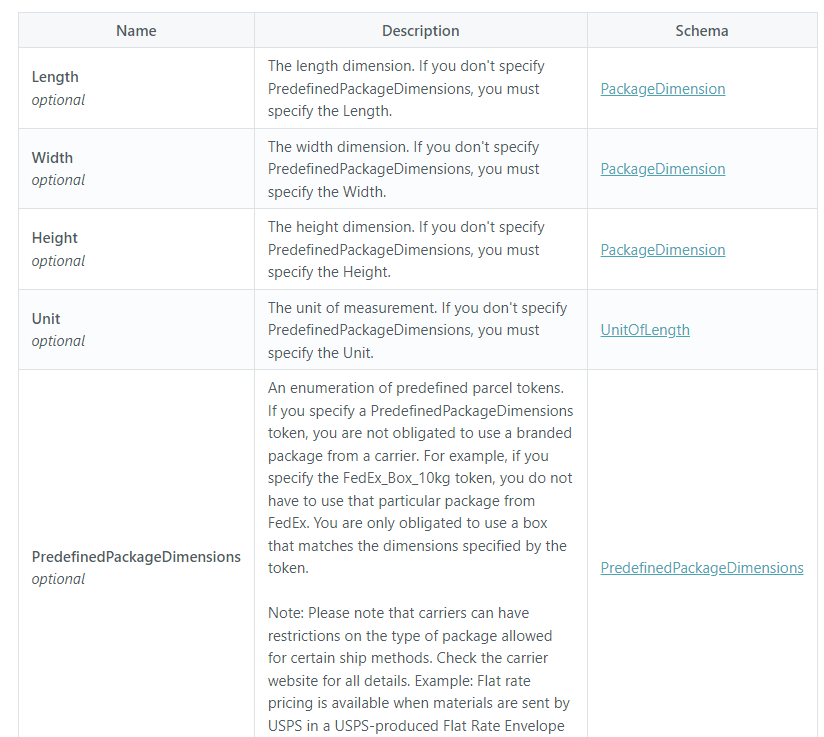 Name Description Schema
Length
optional
The length dimension. If you don't specify
PredefinedPackageDimensions, you must
specify the Length.
PackageDimension
Width
optional
The width dimension. If you don't specify
PredefinedPackageDimensions, you must
specify the Width.
PackageDimension
Height
optional
The height dimension. If you don't specify
PredefinedPackageDimensions, you must
specify the Height.
PackageDimension
Unit
optional
The unit of measurement. If you don't specify
PredefinedPackageDimensions, you must
specify the Unit.
UnitOfLength
PredefinedPackageDimensions
optional
An enumeration of predefined parcel tokens.
If you specify a PredefinedPackageDimensions
token, you are not obligated to use a branded
package from a carrier. For example, if you
specify the FedEx_Box_10kg token, you do not
have to use that particular package from
FedEx. You are only obligated to use a box
that matches the dimensions specified by the
token.
Note: Please note that carriers can have
restrictions on the type of package allowed
for certain ship methods. Check the carrier
website for all details. Example: Flat rate
pricing is available when materials are sent by
USPS in a USPS-produced Flat Rate Envelope
PredefinedPackageDimensions